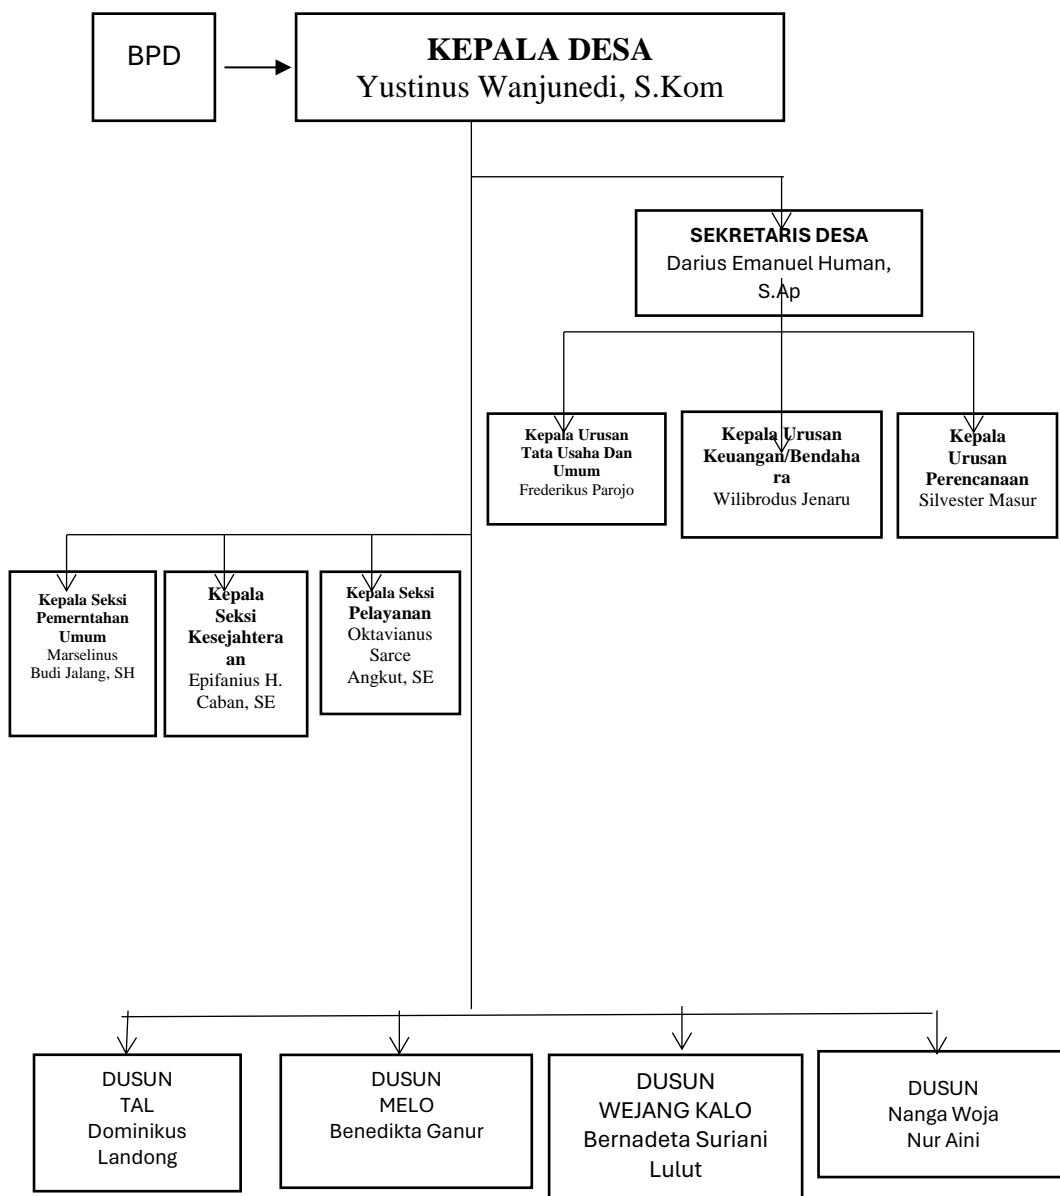 BPD
KEPALA DESA
Yustinus Wanjunedi, S.Kom
SEKRETARIS DESA
Darius Emanuel Human,
S.Ap
Kepala Urusan
Tata Usaha Dan
Umum
Frederikus Parojo
Kepala Urusan
Keuangan/Bendaha
ra
Wilibrodus Jenaru
Kepala
Urusan
Perencanaan
Silvester Masur
Kepala Seksi
Pemerntahan
Umum
Marselinus
Budi Jalang, SH
Kepala
Seksi
Kesejahtera
an
Epifanius H.
Caban, SE
Kepala Seksi
Pelayanan
Oktavianus
Sarce
Angkut, SE
DUSUN
TAL
Dominikus
Landong
DUSUN
MELO
Benedikta Ganur
DUSUN
WEJANG KALO
Bernadeta Suriani
Lulut
DUSUN
Nanga Woja
Nur Aini